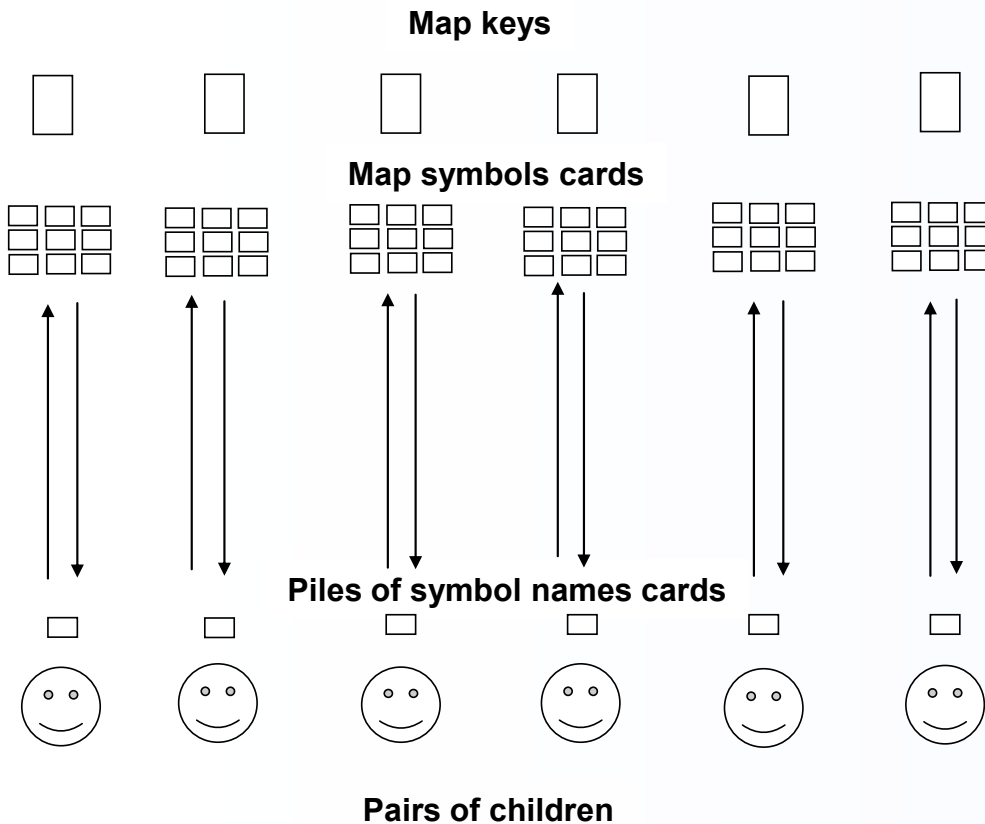 Map keys
Map symbols cards
Piles of symbol names cards
Pairs of children